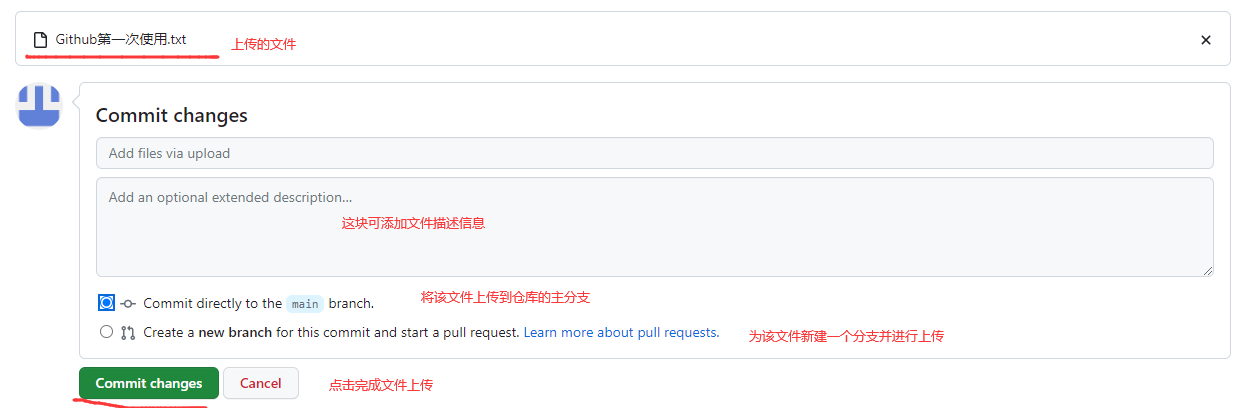 Github第一次使用.txt 上传的文件
Commit changes
Add files via upload
Add an optional extended description...
这块可添加文件描述信息
Commit directly to the main branch. 将该文件上传到仓库的主分支
Create a new branch for this commit and start a pull request. Learn more about pull requests. 为该文件新建一个分支并进行上传
Commit changes Cancel 点击完成文件上传